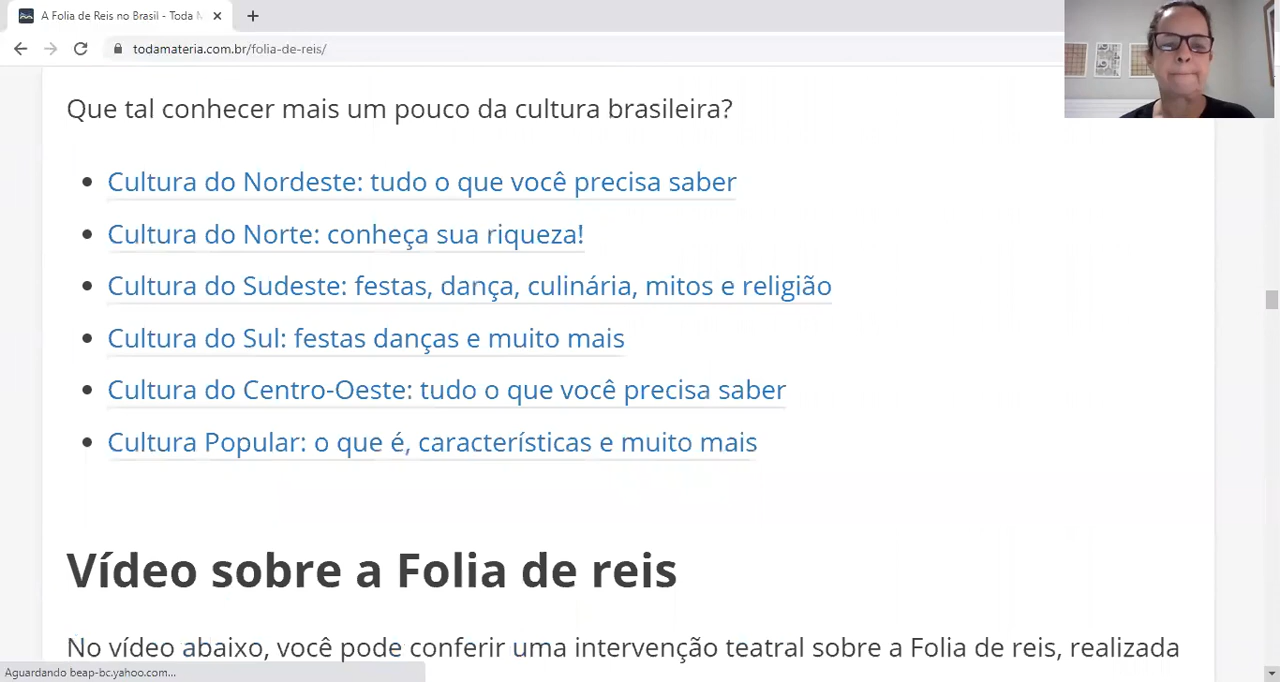 A Folia de Reis no Brasil - Toda M
todamateria.com.br/folia-de-reis/
Que tal conhecer mais um pouco da cultura brasileira?
Cultura do Nordeste: tudo o que você precisa saber
Cultura do Norte: conheça sua riqueza!
Cultura do Sudeste: festas, dança, culinária, mitos e religião
Cultura do Sul: festas danças e muito mais
Cultura do Centro-Oeste: tudo o que você precisa saber
Cultura Popular: o que é, características e muito mais
Vídeo sobre a Folia de reis
No vídeo abaixo, você pode conferir uma intervenção teatral sobre a Folia de reis, realizada
Aguardando beap-bc.yahoo.com...